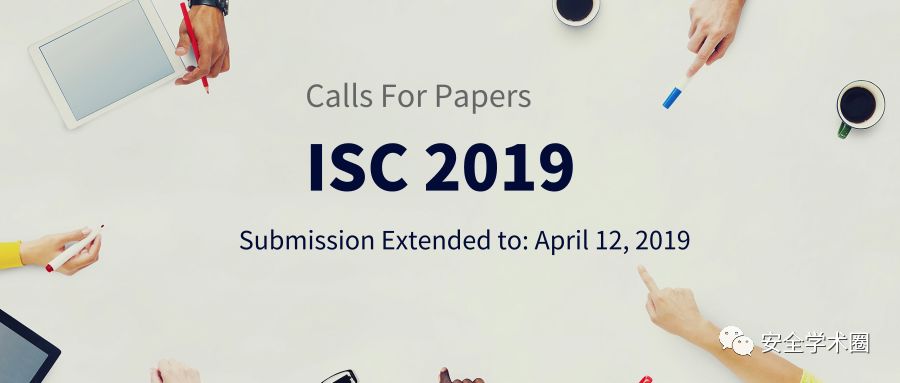 Calls For Papers
ISC 2019
Submission Extended to: April 12, 2019
安全学术圈